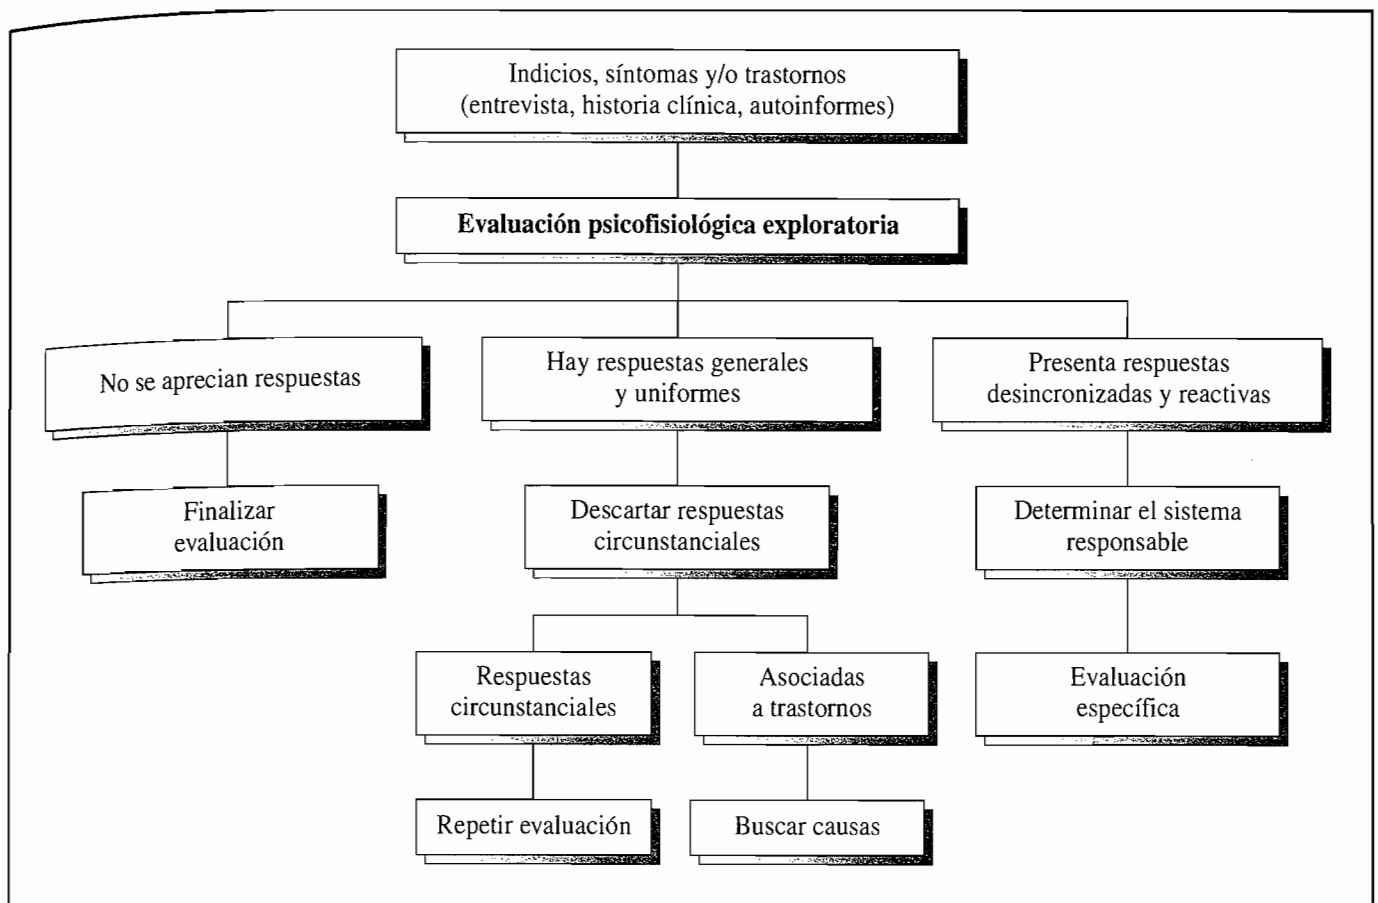 Indicios, síntomas y/o trastornos
(entrevista, historia clínica, autoinformes)
Evaluación psicofisiológica exploratoria
No se aprecian respuestas
Hay respuestas generales
y uniformes
Presenta respuestas
desincronizadas y reactivas
Finalizar
evaluación
Descartar respuestas
circunstanciales
Determinar el sistema
responsable
Respuestas
circunstanciales
Asociadas
a trastornos
Evaluación
específica
Repetir evaluación
Buscar causas